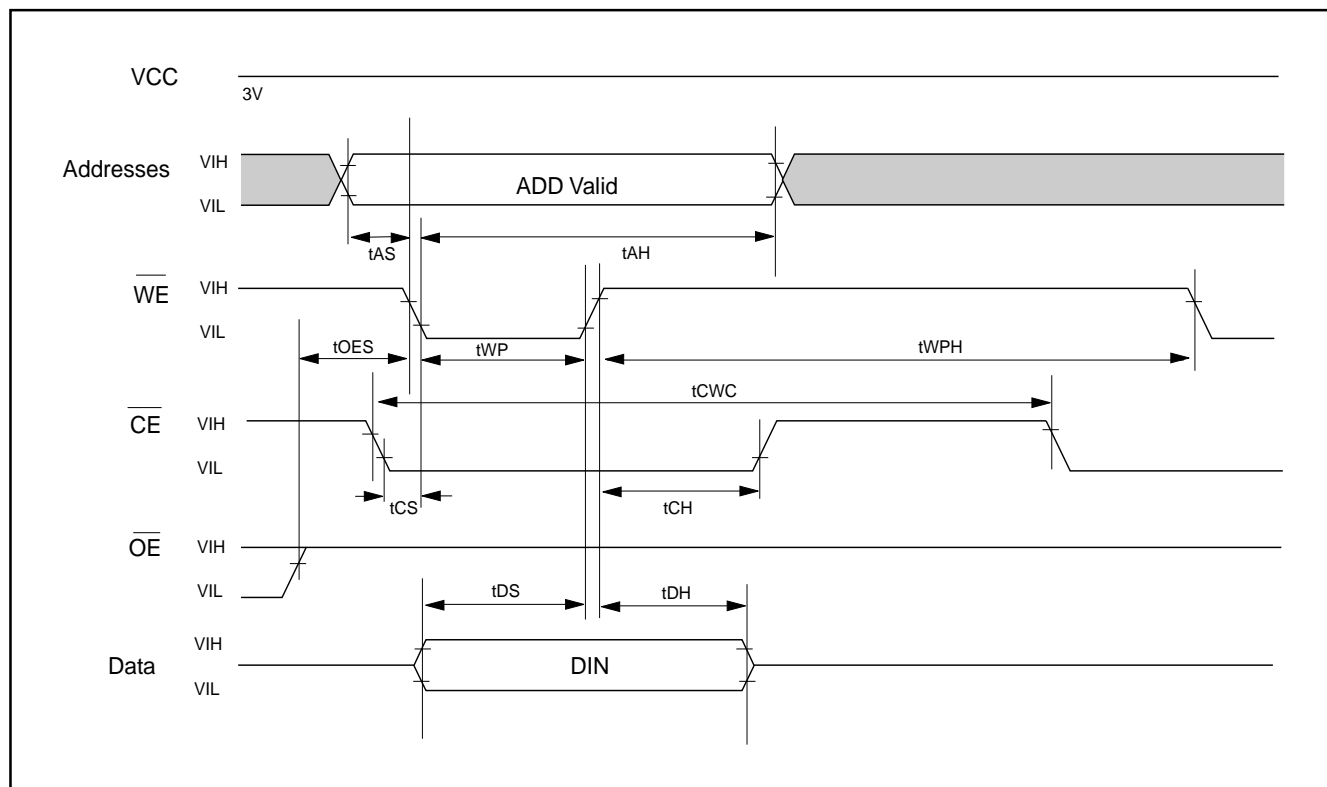 VCC
3V
Addresses
VIH
VIL
ADD Valid
tAS
tAH
WE
VIH
VIL
tOES
tWP
tWPH
tCWC
CE
VIH
VIL
tCS
tCH
OE
VIH
VIL
tDS
tDH
Data
VIH
VIL
DIN